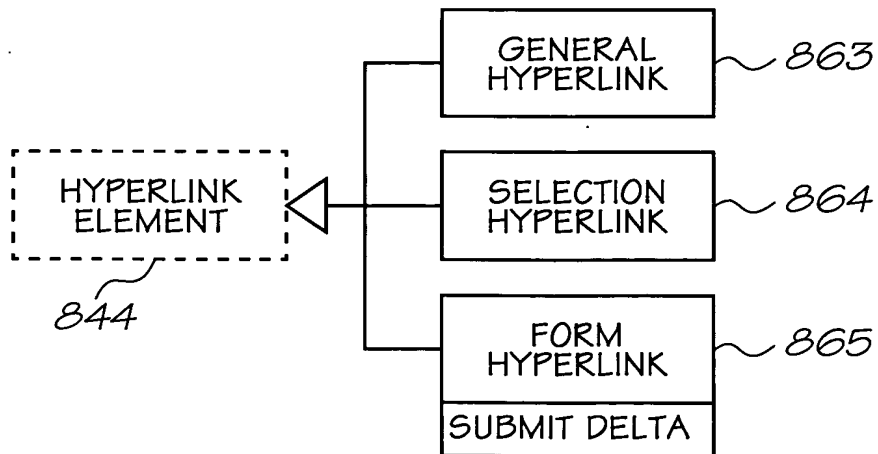 GENERAL
HYPERLINK
863
HYPERLINK
ELEMENT
844
SELECTION
HYPERLINK
864
FORM
HYPERLINK
865
SUBMIT DELTA